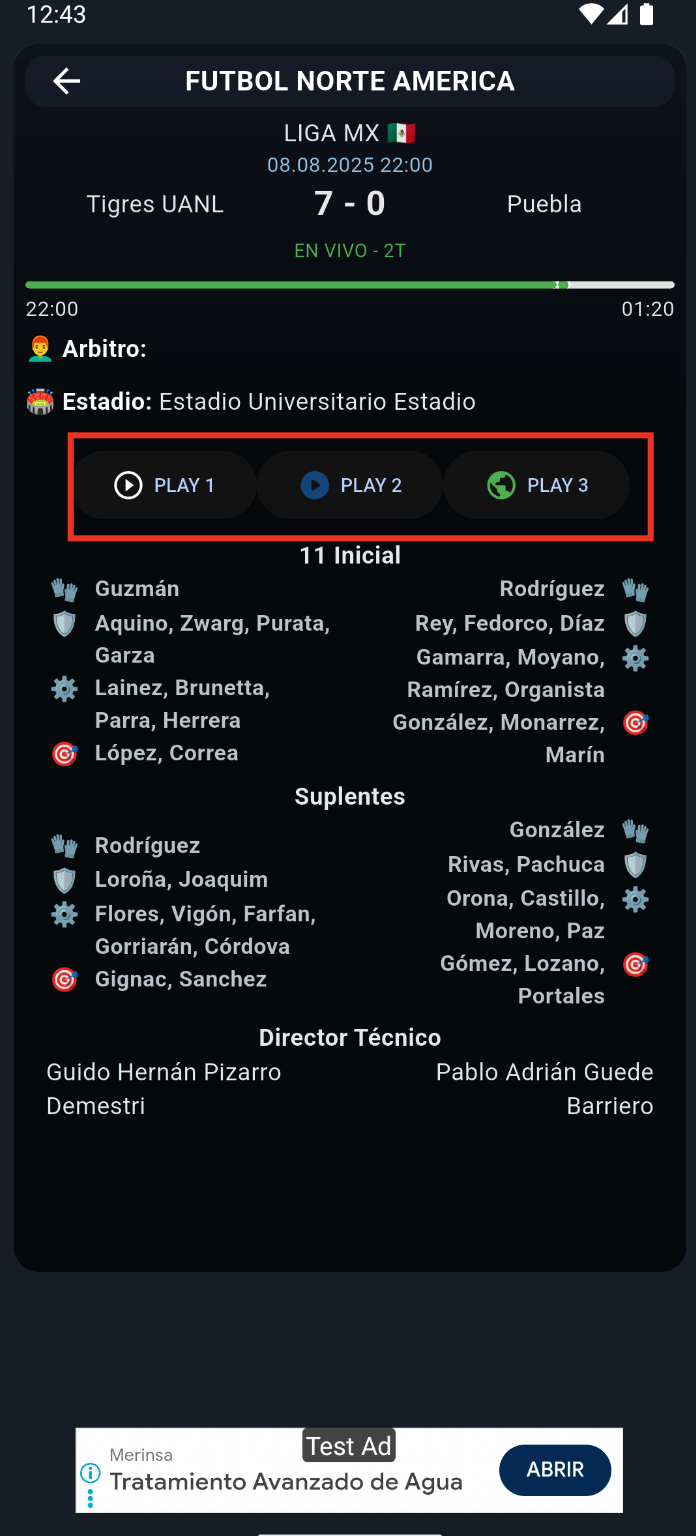 12:43
FUTBOL NORTE AMERICA
LIGA MX
08.08.2025 22:00
Tigres UANL 7 - 0 Puebla
EN VIVO - 2T
22:00 01:20
Arbitro:
Estadio: Estadio Universitario Estadio
PLAY 1 PLAY 2 PLAY 3
11 Inicial
Guzmán
Aquino, Zwarg, Purata,
Garza
Lainez, Brunetta,
Parra, Herrera
López, Correa
Rodríguez
Rey, Fedorco, Díaz
Gamarra, Moyano,
Ramírez, Organista
González, Monarrez,
Marín
Suplentes
Rodríguez
Loroña, Joaquim
Flores, Vigón, Farfan,
Gorriarán, Córdova
Gignac, Sanchez
González
Rivas, Pachuca
Orona, Castillo,
Moreno, Paz
Gómez, Lozano,
Portales
Director Técnico
Guido Hernán Pizarro
Demestri
Pablo Adrián Guede
Barriero
Test Ad
Merinsa
Tratamiento Avanzado de Agua
ABRIR